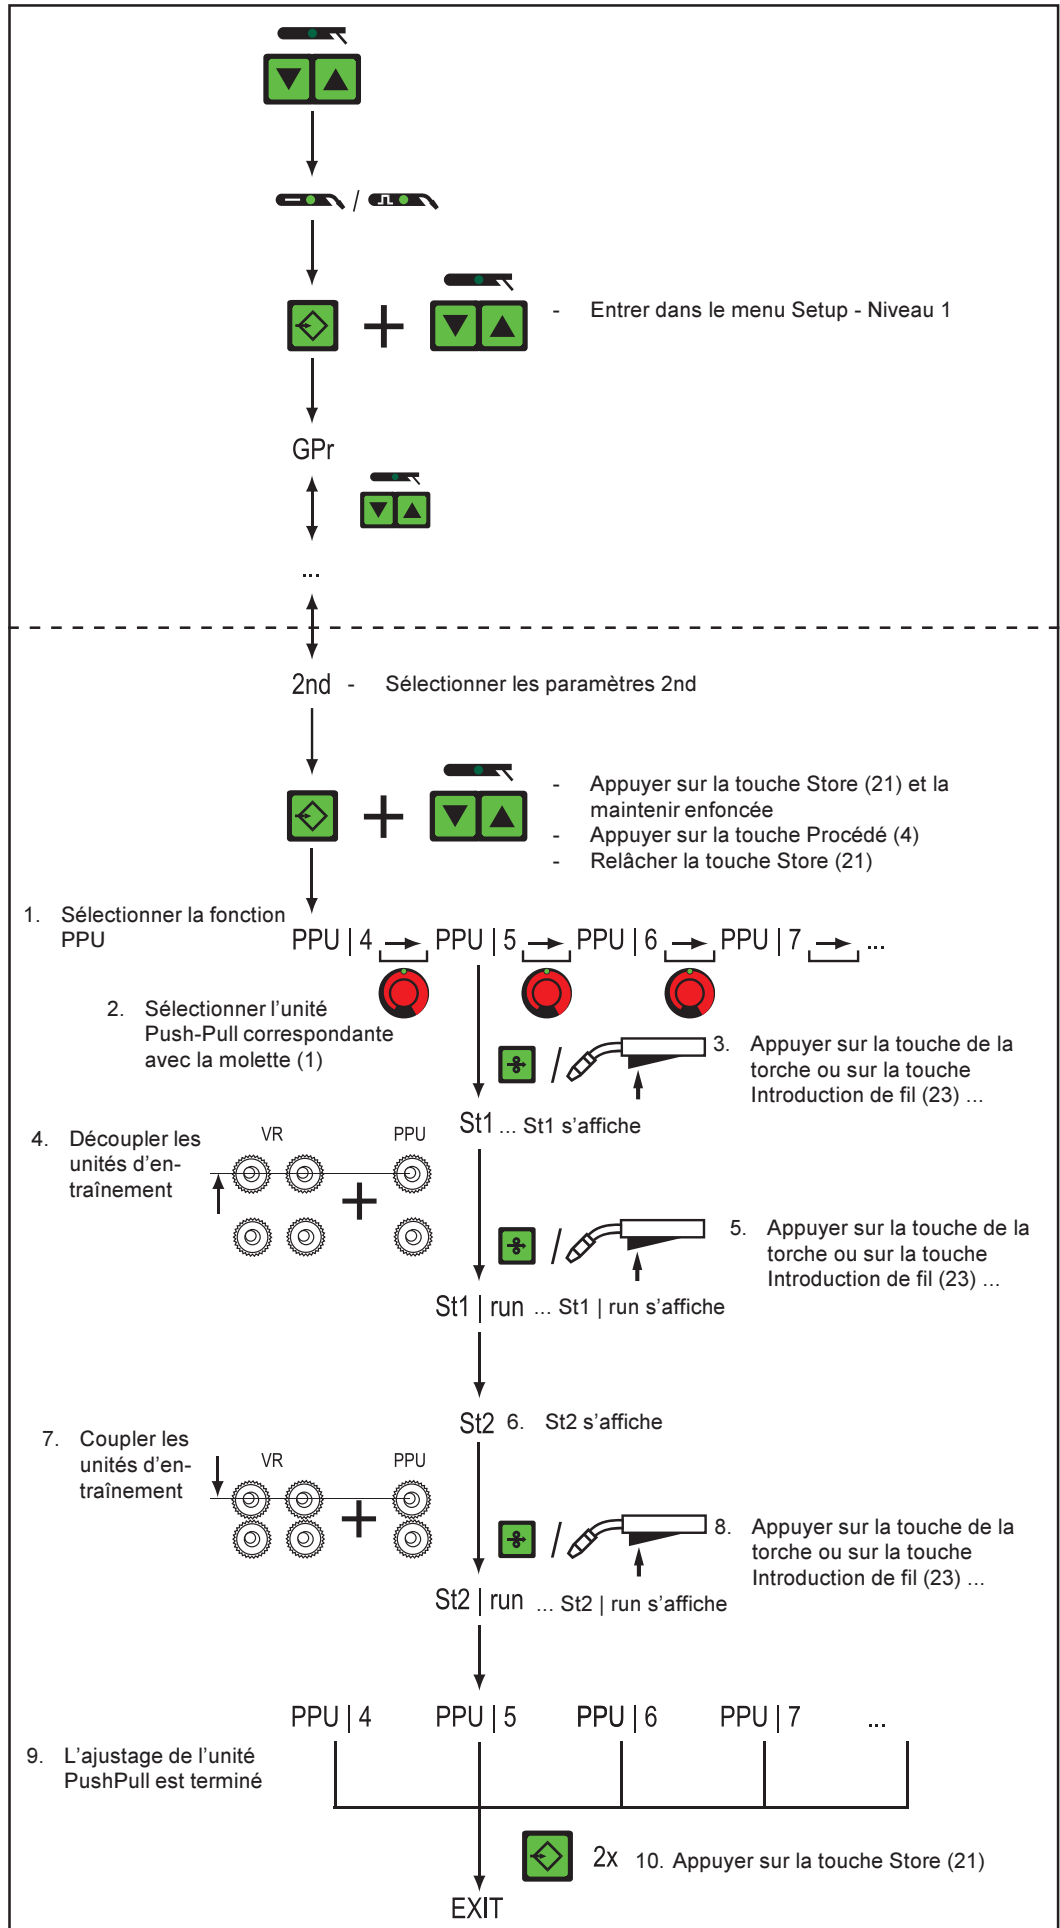 /
+
- Entrer dans le menu Setup - Niveau 1
GPr
...
2nd - Sélectionner les paramètres 2nd
+
- Appuyer sur la touche Store (21) et la
maintenir enfoncée
- Appuyer sur la touche Procédé (4)
- Relâcher la touche Store (21)
1. Sélectionner la fonction
PPU
PPU | 4 PPU | 5 PPU | 6 PPU | 7 ...
2. Sélectionner l'unité
Push-Pull correspondante
avec la molette (1)
/
3. Appuyer sur la touche de la
torche ou sur la touche
Introduction de fil (23) ...
St1 ... St1 s'affiche
4. Découpler les
unités d'en-
traînement
VR PPU
+
/
5. Appuyer sur la touche de la
torche ou sur la touche
Introduction de fil (23) ...
St1 | run ... St1 | run s'affiche
St2 6. St2 s'affiche
7. Coupler les
unités d'en-
traînement
VR PPU
+
/
8. Appuyer sur la touche de la
torche ou sur la touche
Introduction de fil (23) ...
St2 | run ... St2 | run s'affiche
PPU | 4 PPU | 5 PPU | 6 PPU | 7 ...
9. L'ajustage de l'unité
PushPull est terminé
2x 10. Appuyer sur la touche Store (21)
EXIT